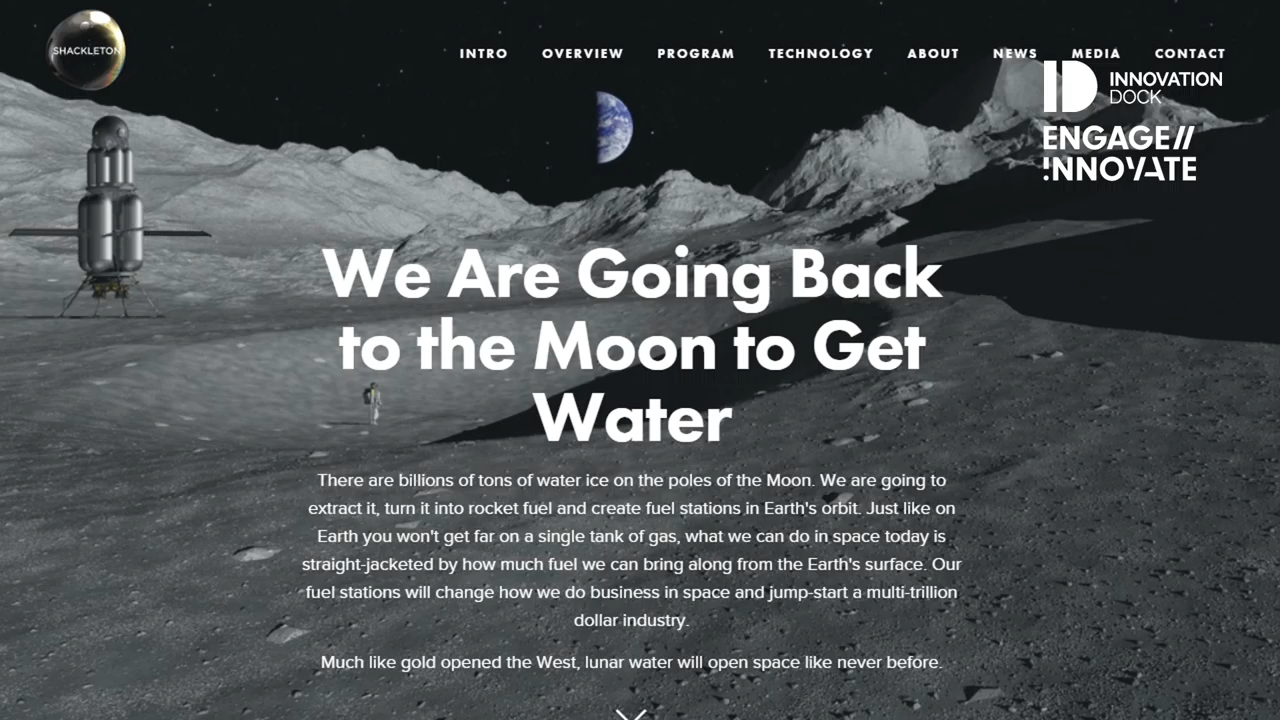 SHACKLETON
INTRO OVERVIEW PROGRAM TECHNOLOGY ABOUT NEWS MEDIA CONTACT
ID INNOVATION
DOCK
ENGAGE//
!NNOVATE
We Are Going Back
to the Moon to Get
Water
There are billions of tons of water ice on the poles of the Moon. We are going to
extract it, turn it into rocket fuel and create fuel stations in Earth's orbit. Just like on
Earth you won't get far on a single tank of gas, what we can do in space today is
straight-jacketed by how much fuel we can bring along from the Earth's surface. Our
fuel stations will change how we do business in space and jump-start a multi-trillion
dollar industry.
Much like gold opened the West, lunar water will open space like never before.